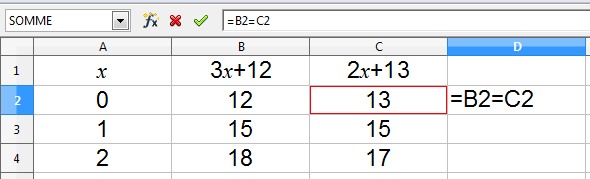 SOMME =B2=C2
A B C D
1 x 3x+12 2x+13
2 0 12 13 =B2=C2
3 1 15 15
4 2 18 17